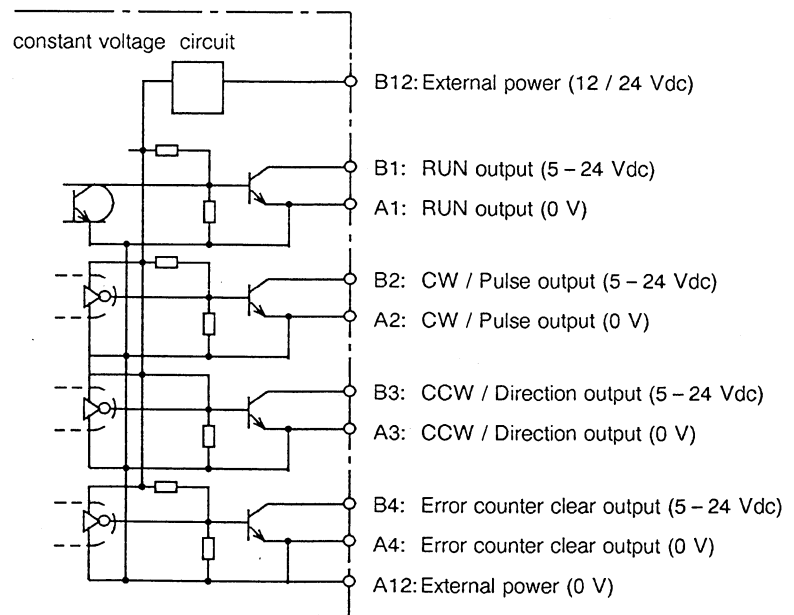 constant voltage circuit
B12: External power (12 / 24 Vdc)
B1: RUN output (5 – 24 Vdc)
A1: RUN output (0 V)
B2: CW / Pulse output (5 – 24 Vdc)
A2: CW / Pulse output (0 V)
B3: CCW / Direction output (5 – 24 Vdc)
A3: CCW / Direction output (0 V)
B4: Error counter clear output (5 – 24 Vdc)
A4: Error counter clear output (0 V)
A12: External power (0 V)